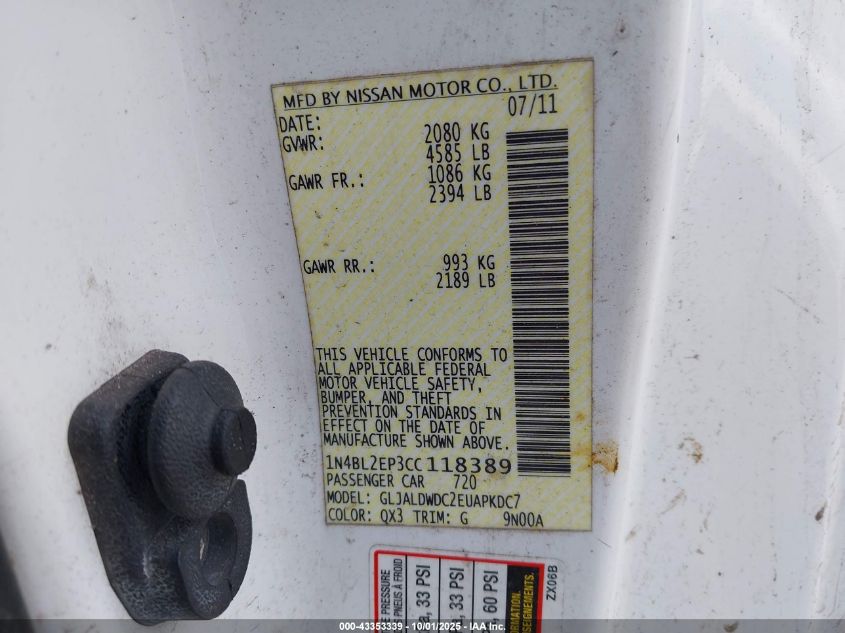 MFD BY NISSAN MOTOR CO., LTD.
DATE: 07/11
GVWR: 2080 KG
4585 LB
GAWR FR.: 1086 KG
2394 LB
GAWR RR.: 993 KG
2189 LB
THIS VEHICLE CONFORMS TO
ALL APPLICABLE FEDERAL
MOTOR VEHICLE SAFETY,
BUMPER, AND THEFT
PREVENTION STANDARDS IN
EFFECT ON THE DATE OF
MANUFACTURE SHOWN ABOVE.
1N4BL2EP3CC118389
PASSENGER CAR 720
MODEL: GLJALDWDC2EUAPKDC7
COLOR: QX3 TRIM: G 9N00A
E PRESSURE
PNEUS À FROID
33 PSI
33 PSI
60 PSI
ZX06B
000-43353339 - 10/01/2025 - IAA Inc.